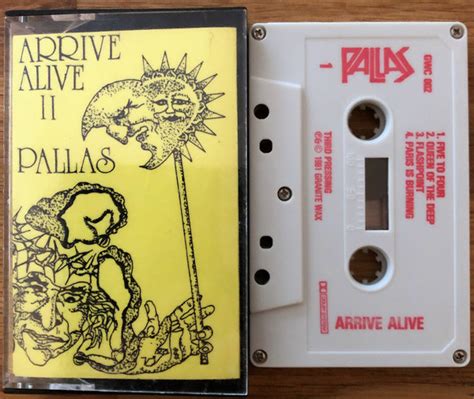 ARRIVE
ALIVE
II
PALLAS
PALLAS
GWC 002
1
1. FIVE TO FOUR
2. QUEEN OF THE DEEP
3. FLASHPOINT
4. PARIS IS BURNING
THIRD PRESSING
1981 GRANITE WAX
ARRIVE ALIVE